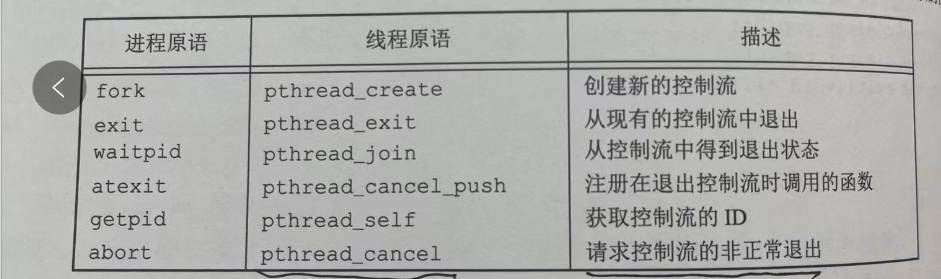 进程原语 线程原语 描述
fork pthread_create 创建新的控制流
exit pthread_exit 从现有的控制流中退出
waitpid pthread_join 从控制流中得到退出状态
atexit pthread_cancel_push 注册在退出控制流时调用的函数
getpid pthread_self 获取控制流的 ID
abort pthread_cancel 请求控制流的非正常退出